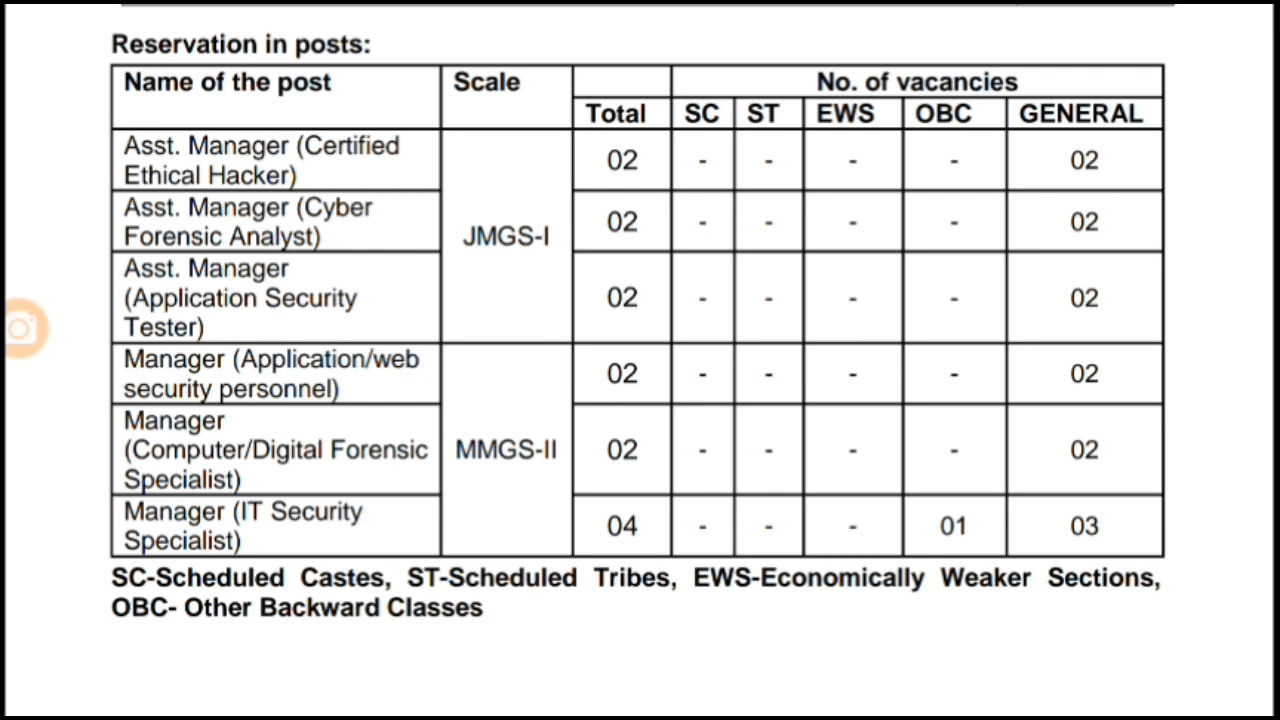 Reservation in posts:
Name of the post Scale No. of vacancies
Total SC ST EWS OBC GENERAL
Asst. Manager (Certified
Ethical Hacker)
JMGS-I
02 - - - - 02
Asst. Manager (Cyber
Forensic Analyst)
02 - - - - 02
Asst. Manager
(Application Security
Tester)
02 - - - - 02
Manager (Application/web
security personnel)
MMGS-II
02 - - - - 02
Manager
(Computer/Digital Forensic
Specialist)
02 - - - - 02
Manager (IT Security
Specialist)
04 - - - 01 03
SC-Scheduled Castes, ST-Scheduled Tribes, EWS-Economically Weaker Sections,
OBC- Other Backward Classes